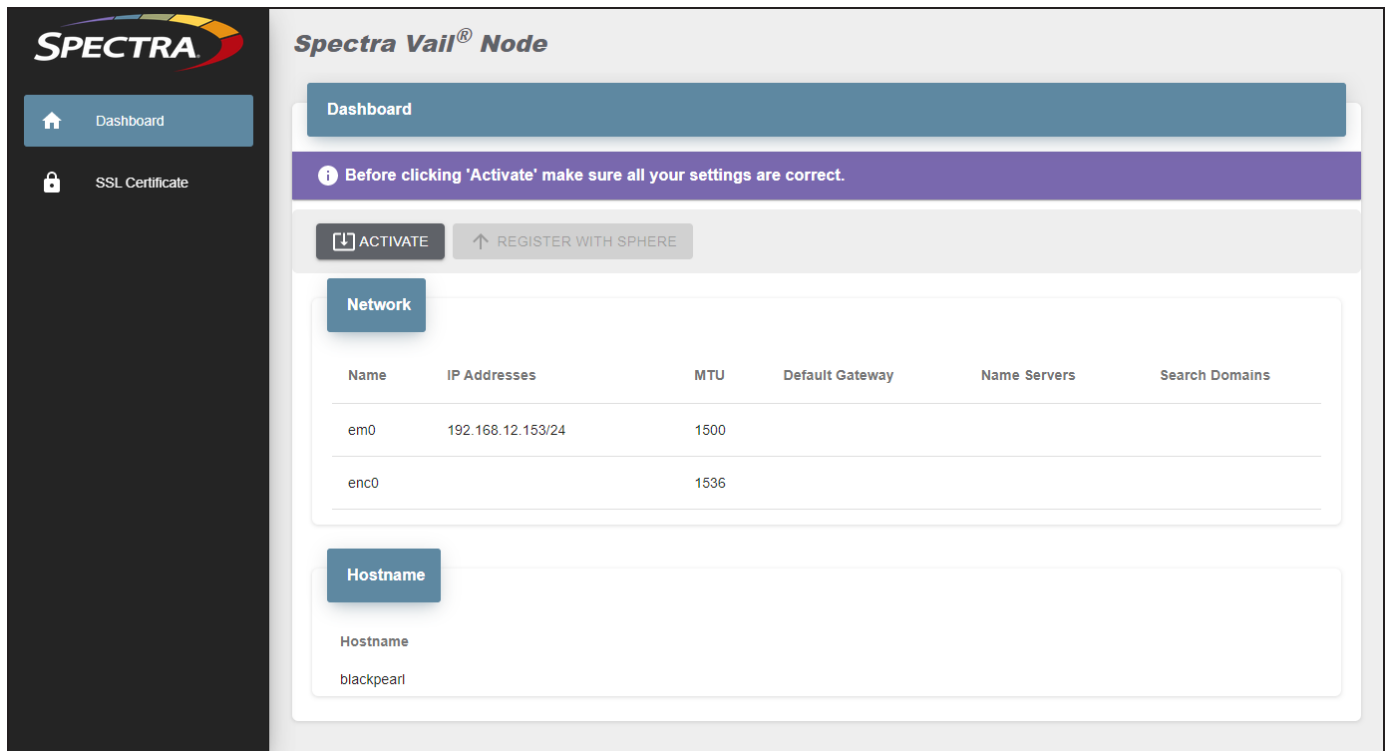 SPECTRA
Spectra Vail® Node
Dashboard
SSL Certificate
Dashboard
Before clicking 'Activate' make sure all your settings are correct.
ACTIVATE REGISTER WITH SPHERE
Network
Name IP Addresses MTU Default Gateway Name Servers Search Domains
em0 192.168.12.153/24 1500
enc0 1536
Hostname
Hostname
blackpearl